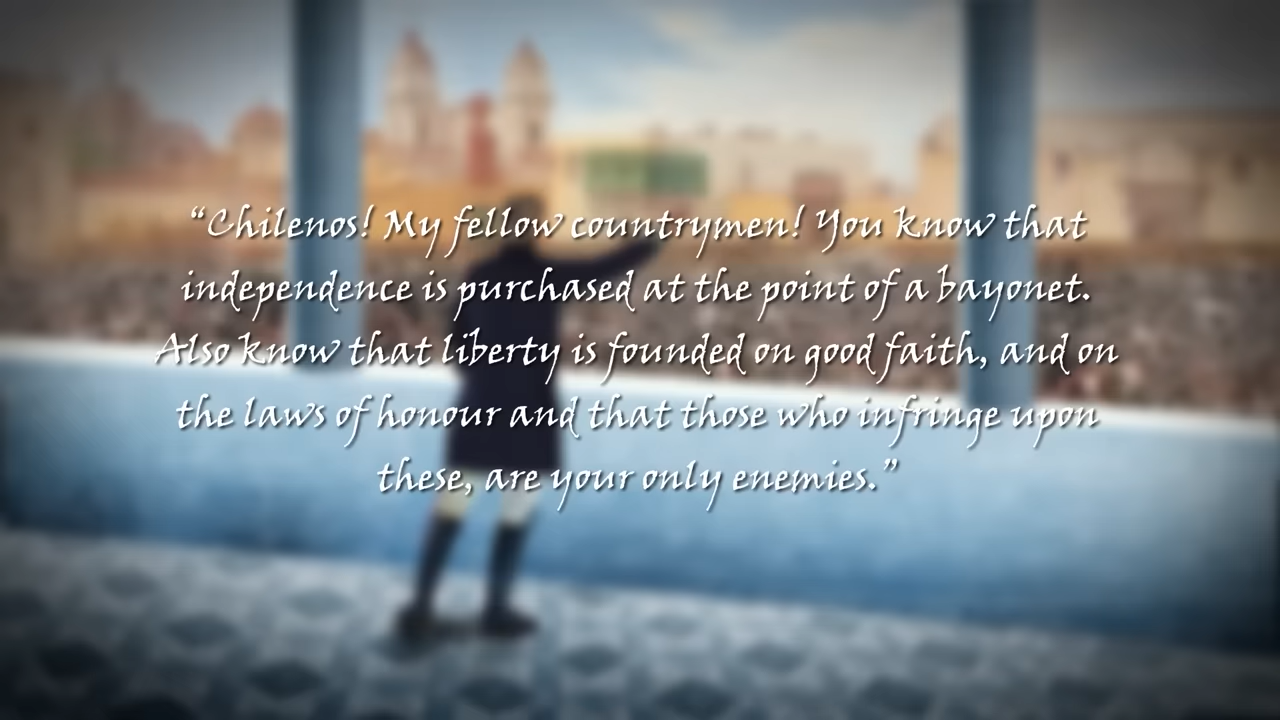 “Chilenos! My fellow countrymen! You know that
independence is purchased at the point of a bayonet.
Also know that liberty is founded on good faith, and on
the laws of honour and that those who infringe upon
these, are your only enemies.”